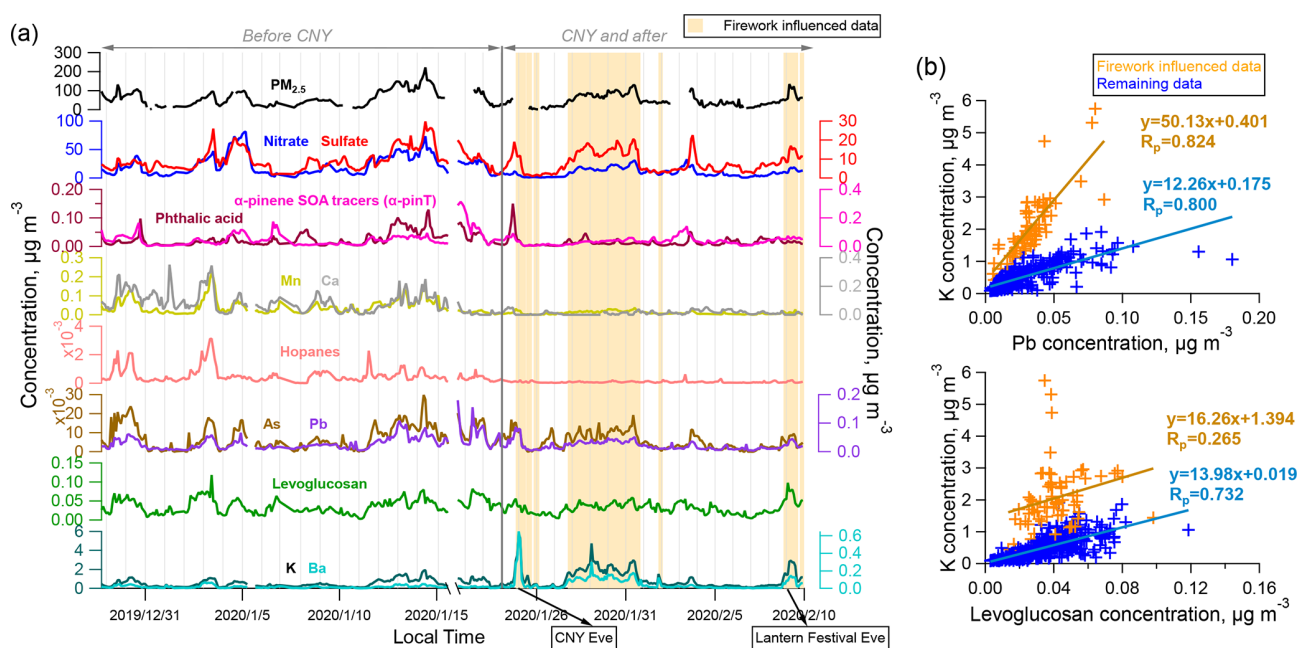 (a)
Firework influenced data
Before CNY
CNY and after
300
200
100
0
PM2.5
100
50
0
Nitrate
Sulfate
30
20
10
0
0.20
0.10
0.00
Phthalic acid
α-pinene SOA tracers (α-pinT)
0.4
0.2
0.0
0.3
0.2
0.1
0.0
Mn
Ca
0.4
0.2
0.0
4
2
0
x10-3
Hopanes
30
20
10
0
x10-3
As
Pb
0.2
0.1
0.0
0.15
0.10
0.05
0.00
Levoglucosan
6
4
2
0
K
Ba
0.6
0.4
0.2
0.0
Concentration, µg m-3
Concentration, µg m-3
2019/12/31
2020/1/5
2020/1/10
2020/1/15
2020/1/26
2020/1/31
2020/2/5
2020/2/10
Local Time
CNY Eve
Lantern Festival Eve
(b)
Firework influenced data
Remaining data
K concentration, µg m-3
6
5
4
3
2
1
0
y=50.13x+0.401
Rp=0.824
y=12.26x+0.175
Rp=0.800
0.00
0.05
0.10
0.15
0.20
Pb concentration, µg m-3
K concentration, µg m-3
6
5
4
3
2
1
0
y=16.26x+1.394
Rp=0.265
y=13.98x+0.019
Rp=0.732
0.00
0.04
0.08
0.12
0.16
Levoglucosan concentration, µg m-3